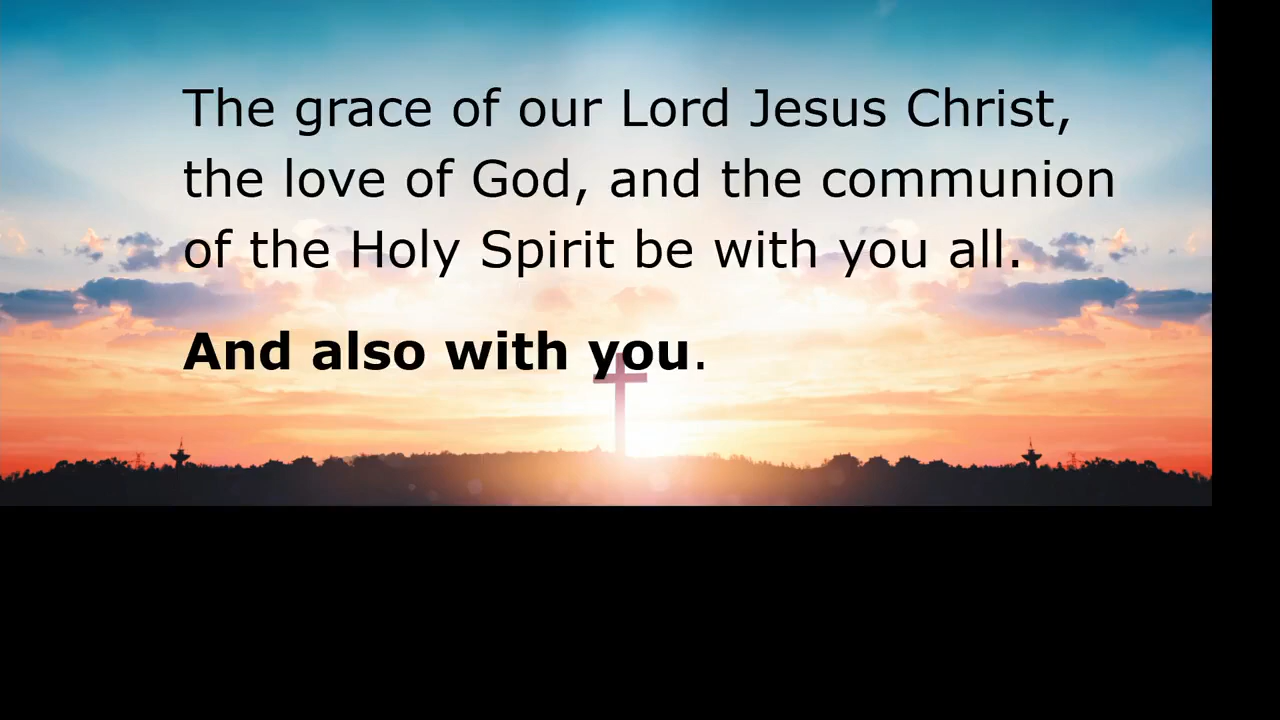 The grace of our Lord Jesus Christ,
the love of God, and the communion
of the Holy Spirit be with you all.
And also with you.